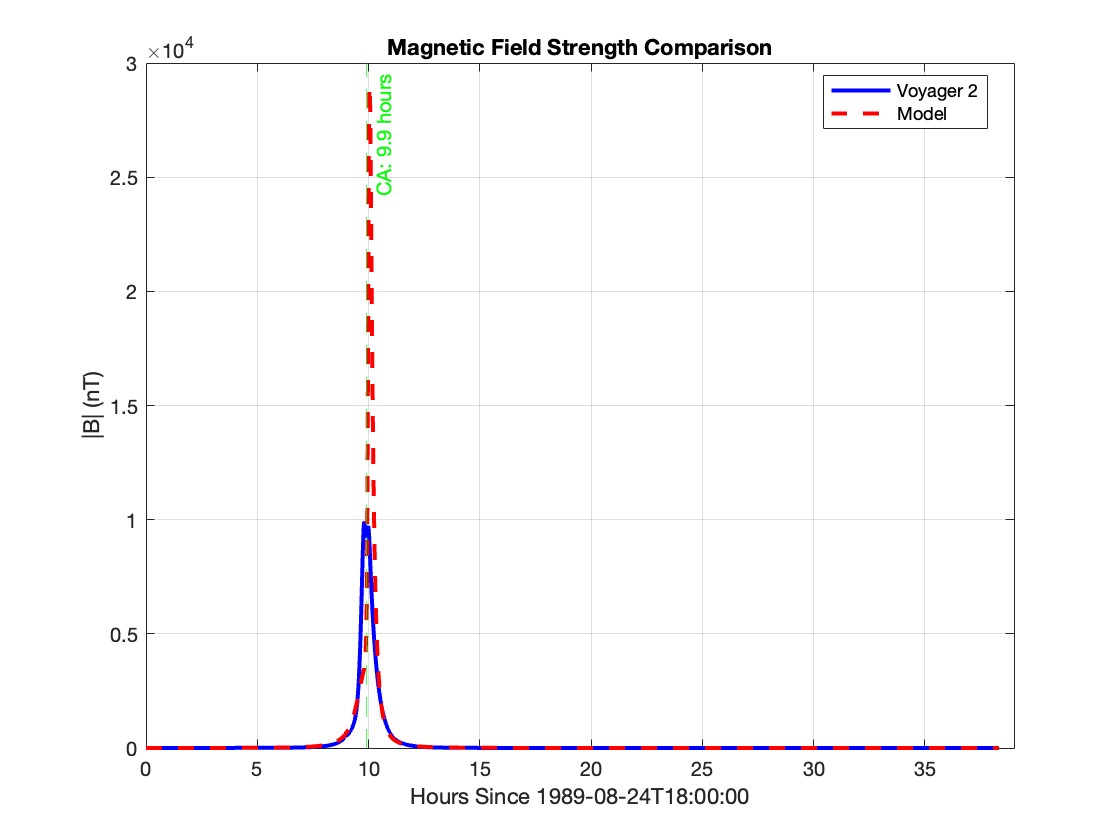 Magnetic Field Strength Comparison
×10^4
3
2.5
2
1.5
1
0.5
0
|B| (nT)
CA: 9.9 hours
Voyager 2
Model
0 5 10 15 20 25 30 35
Hours Since 1989-08-24T18:00:00